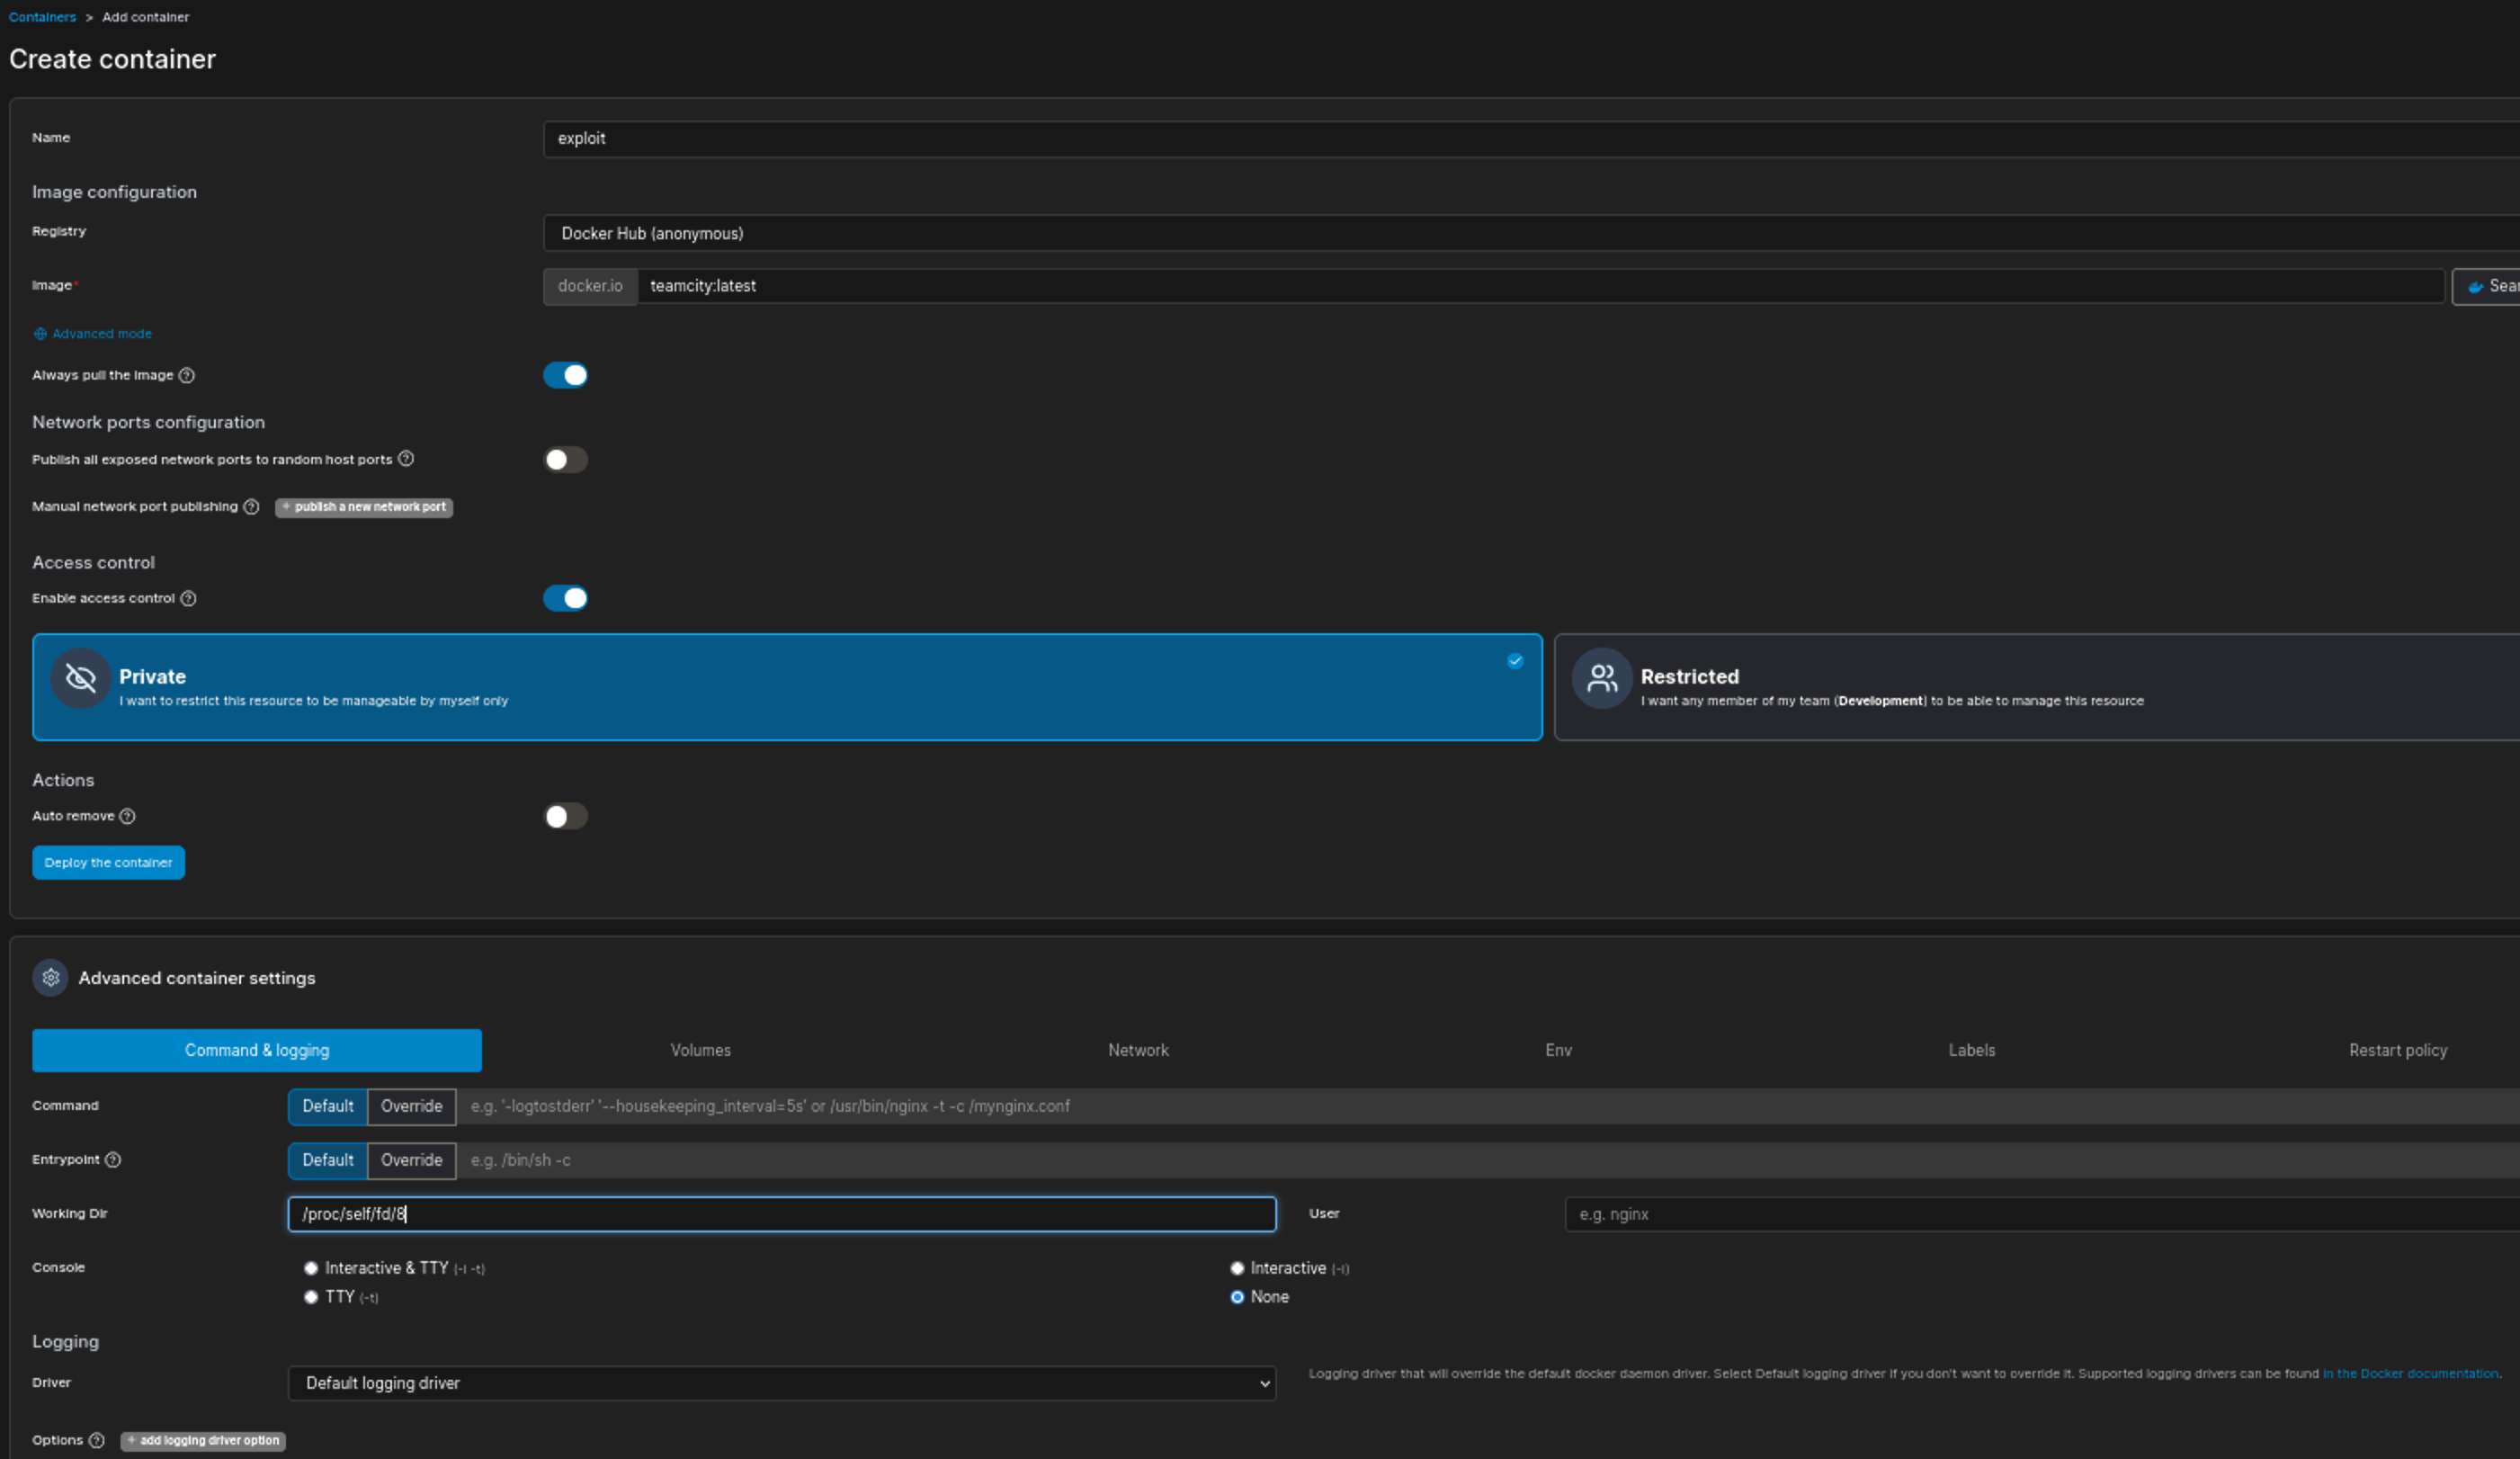 Containers > Add container
Create container
Name exploit
Image configuration
Registry Docker Hub (anonymous)
Image* docker.io teamcity:latest
Advanced mode
Always pull the image
Network ports configuration
Publish all exposed network ports to random host ports
Manual network port publishing + publish a new network port
Access control
Enable access control
Private
I want to restrict this resource to be manageable by myself only
Restricted
I want any member of my team (Development) to be able to manage this resource
Actions
Auto remove
Deploy the container
Advanced container settings
Command & logging Volumes Network Env Labels Restart policy
Command Default Override e.g. '-logtostderr' '--housekeeping_interval=5s' or /usr/bin/nginx -t -c /mynginx.conf
Entrypoint Default Override e.g. /bin/sh -c
Working Dir /proc/self/fd/8 User e.g. nginx
Console Interactive & TTY (-i -t) Interactive (-i)
TTY (-t) None
Logging
Driver Default logging driver Logging driver that will override the default docker daemon driver. Select Default logging driver if you don't want to override it. Supported logging drivers can be found in the Docker documentation.
Options + add logging driver option